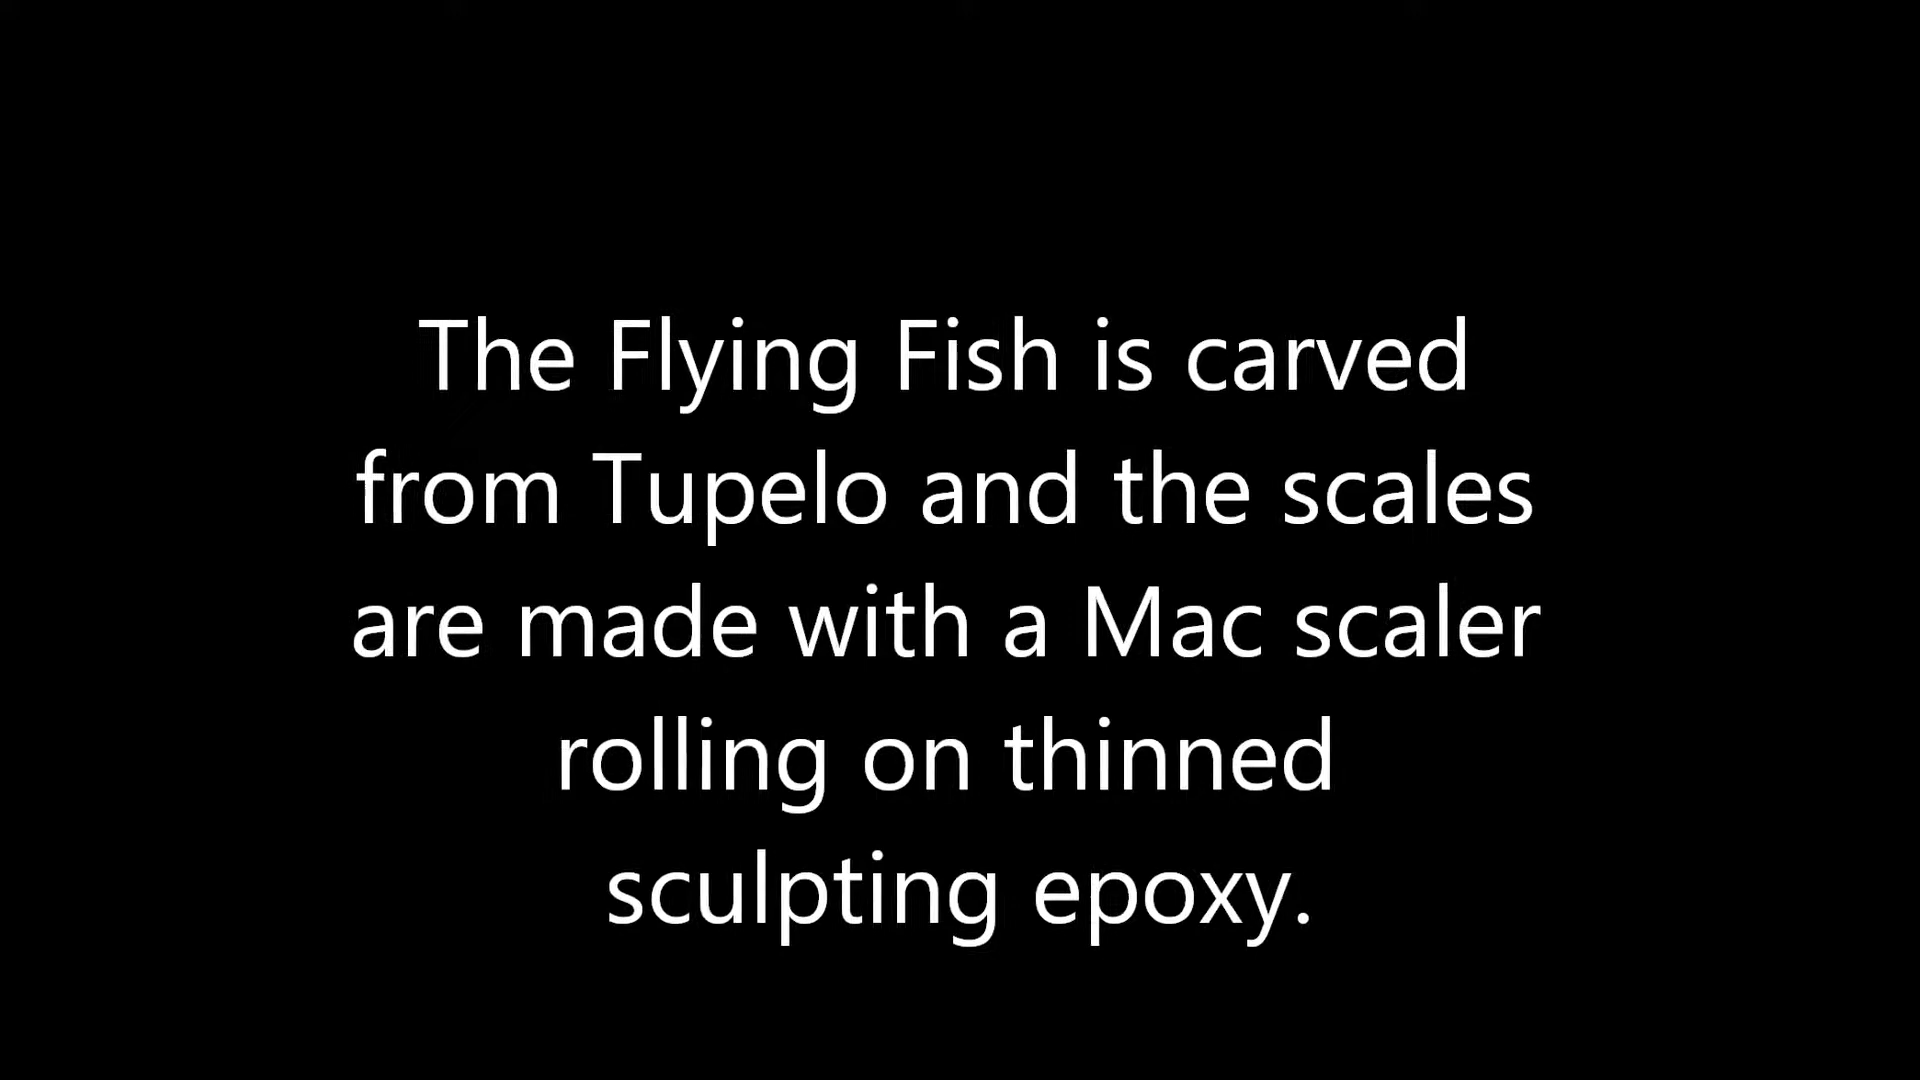 The Flying Fish is carved
from Tupelo and the scales
are made with a Mac scaler
rolling on thinned
sculpting epoxy.